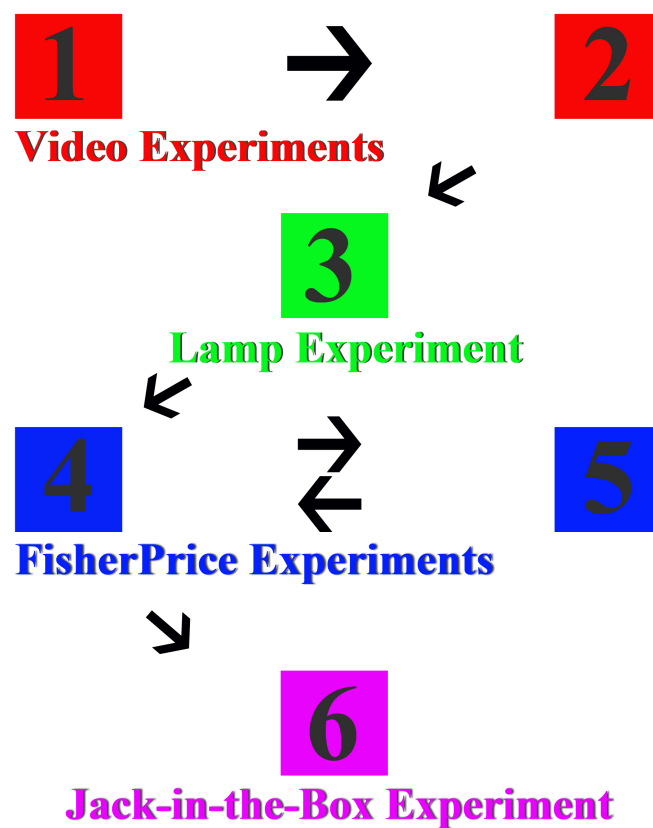 1 2
Video Experiments
3
Lamp Experiment
4 5
FisherPrice Experiments
6
Jack-in-the-Box Experiment